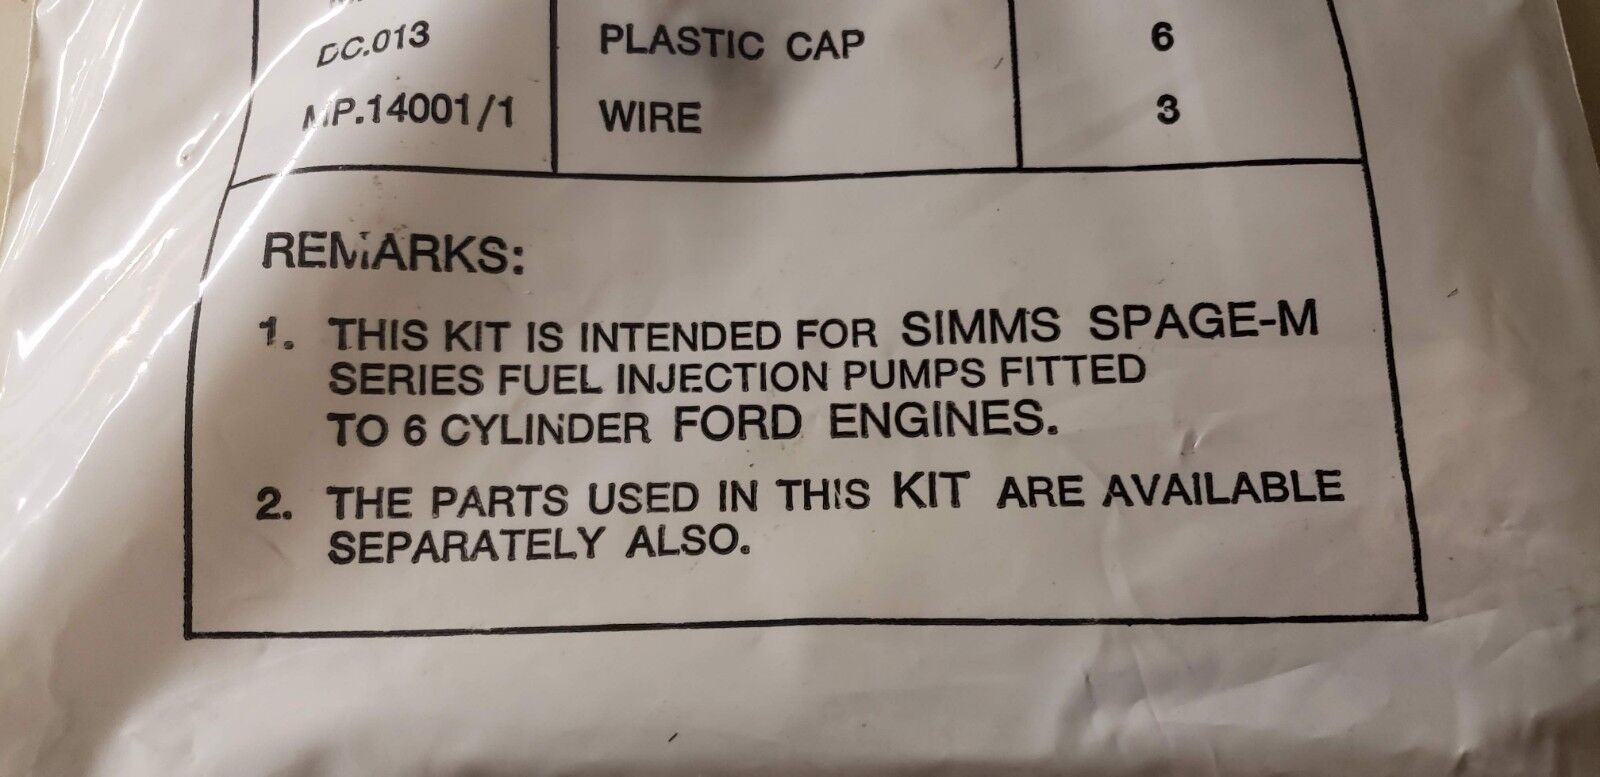 DC.013 PLASTIC CAP 6
MP.14001/1 WIRE 3
REMARKS:
1. THIS KIT IS INTENDED FOR SIMMS SPAGE-M
SERIES FUEL INJECTION PUMPS FITTED
TO 6 CYLINDER FORD ENGINES.
2. THE PARTS USED IN THIS KIT ARE AVAILABLE
SEPARATELY ALSO.